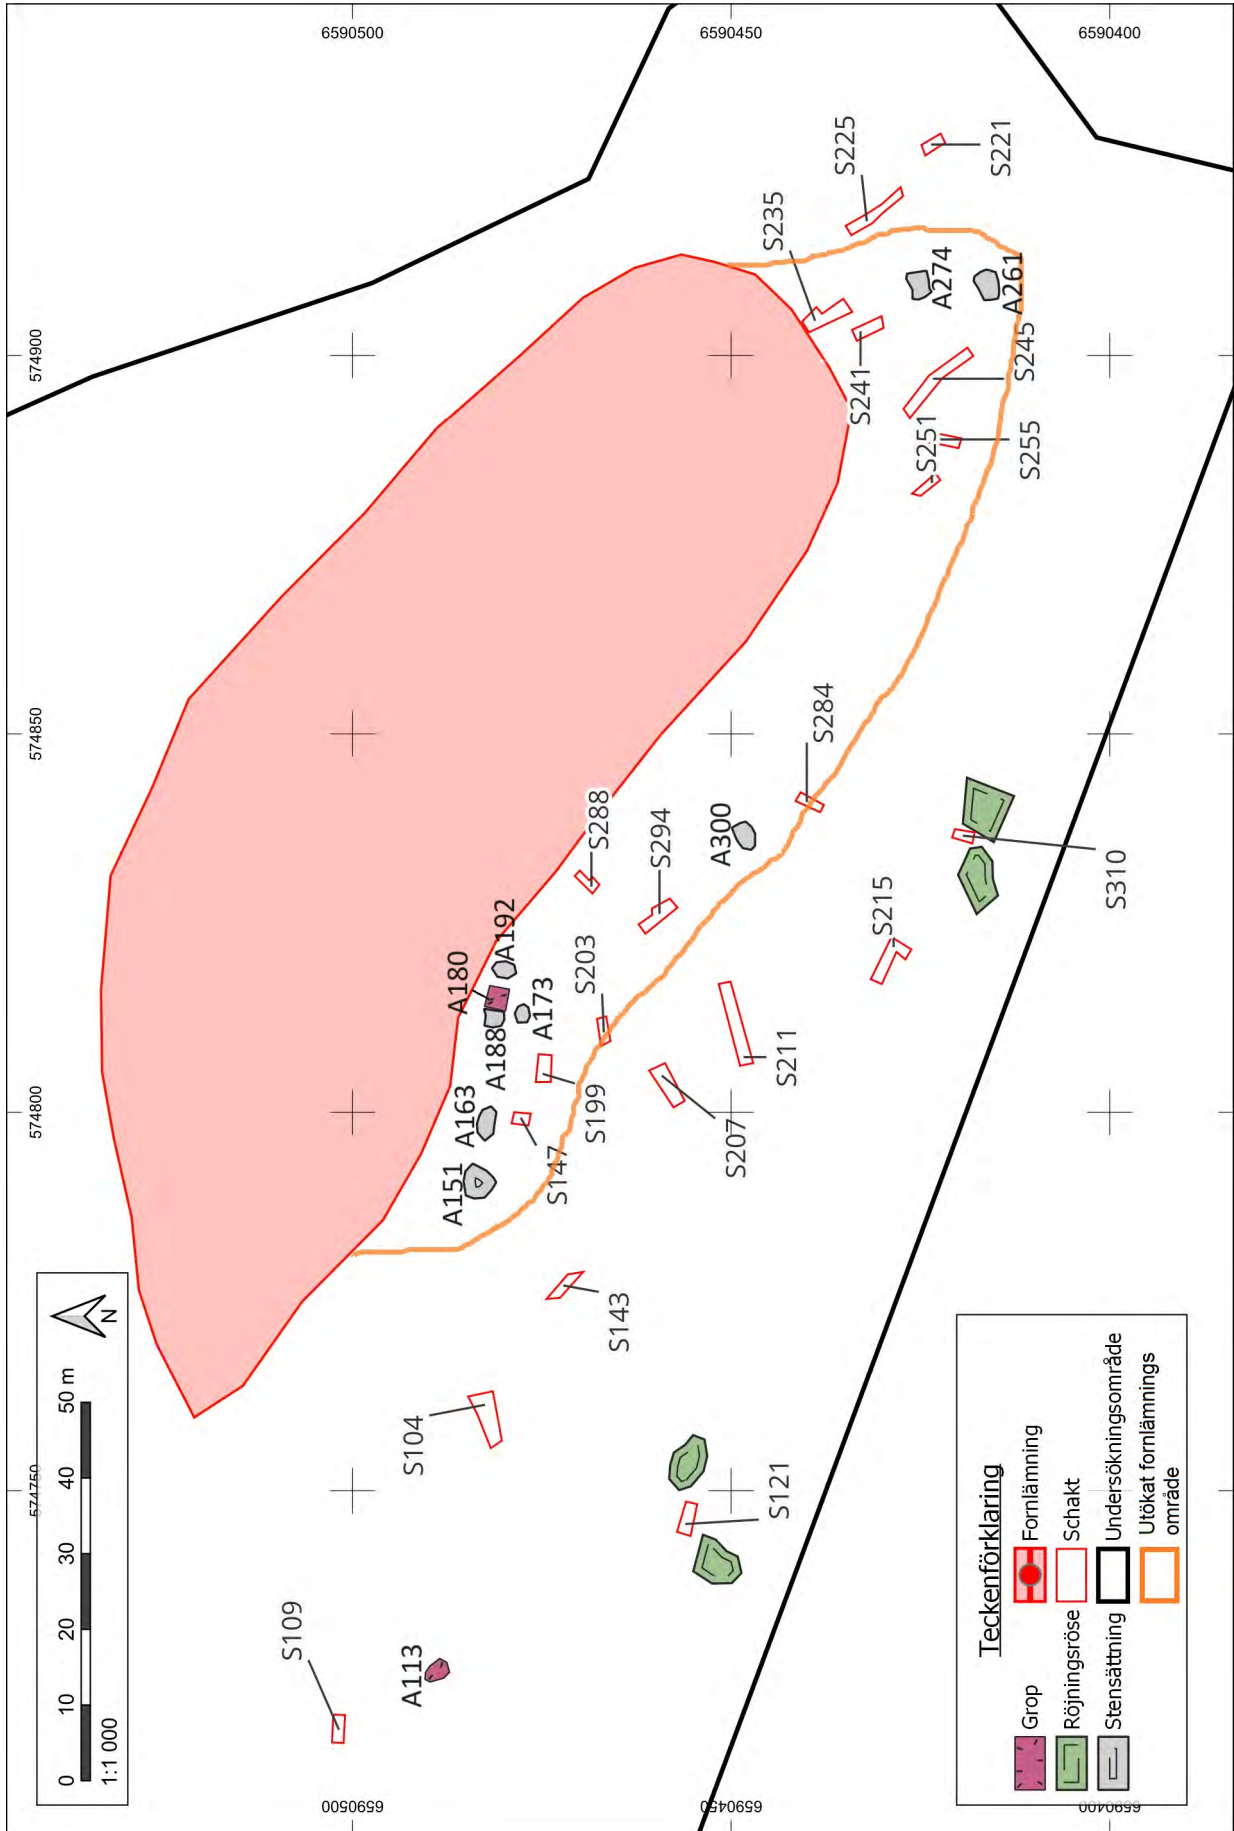 6590500
6590450
6590400
574900
574850
574800
574750
S225
S221
S235
A274
A261
S241
S245
S251
S255
S284
S288
A300
S294
S310
A192
S215
A180
S203
A173
A188
S211
A163
S199
S207
A151
S147
S143
S104
S121
S109
A113
N
0 10 20 30 40 50 m
1:1 000
Teckenförklaring
Grop
Röjningsröse
Stensättning
Fornlämning
Schakt
Undersökningsområde
Utökat fornlämnings
område
6590500
6590450
6590400